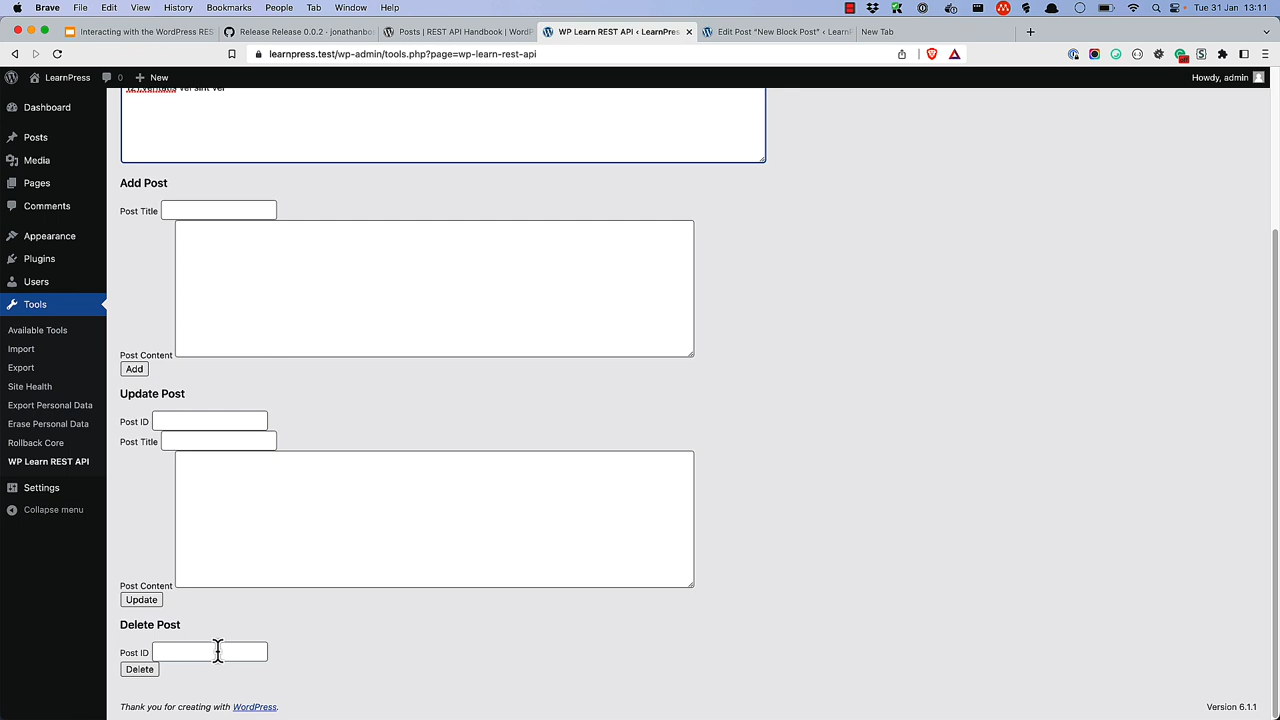 Brave File Edit View History Bookmarks People Tab Window Help Tue 31 Jan 13:11
Interacting with the WordPress RES
Release Release 0.0.2 · jonathanbo
Posts | REST API Handbook | WordP
WP Learn REST API ‹ LearnPres
Edit Post “New Block Post” ‹ LearnP
New Tab
learnpress.test/wp-admin/tools.php?page=wp-learn-rest-api
LearnPress 0 New Howdy, admin
Dashboard
Posts
Media
Pages
Comments
Appearance
Plugins
Users
Tools
Available Tools
Import
Export
Site Health
Export Personal Data
Erase Personal Data
Rollback Core
WP Learn REST API
Settings
Collapse menu
Add Post
Post Title
Post Content
Add
Update Post
Post ID
Post Title
Post Content
Update
Delete Post
Post ID
Delete
Thank you for creating with WordPress.
Version 6.1.1